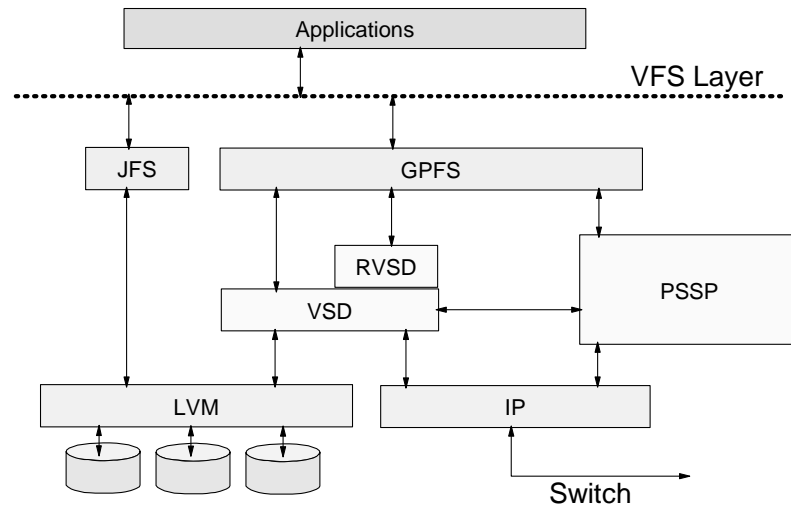 Applications
VFS Layer
JFS
GPFS
RVSD
PSSP
VSD
LVM
IP
Switch